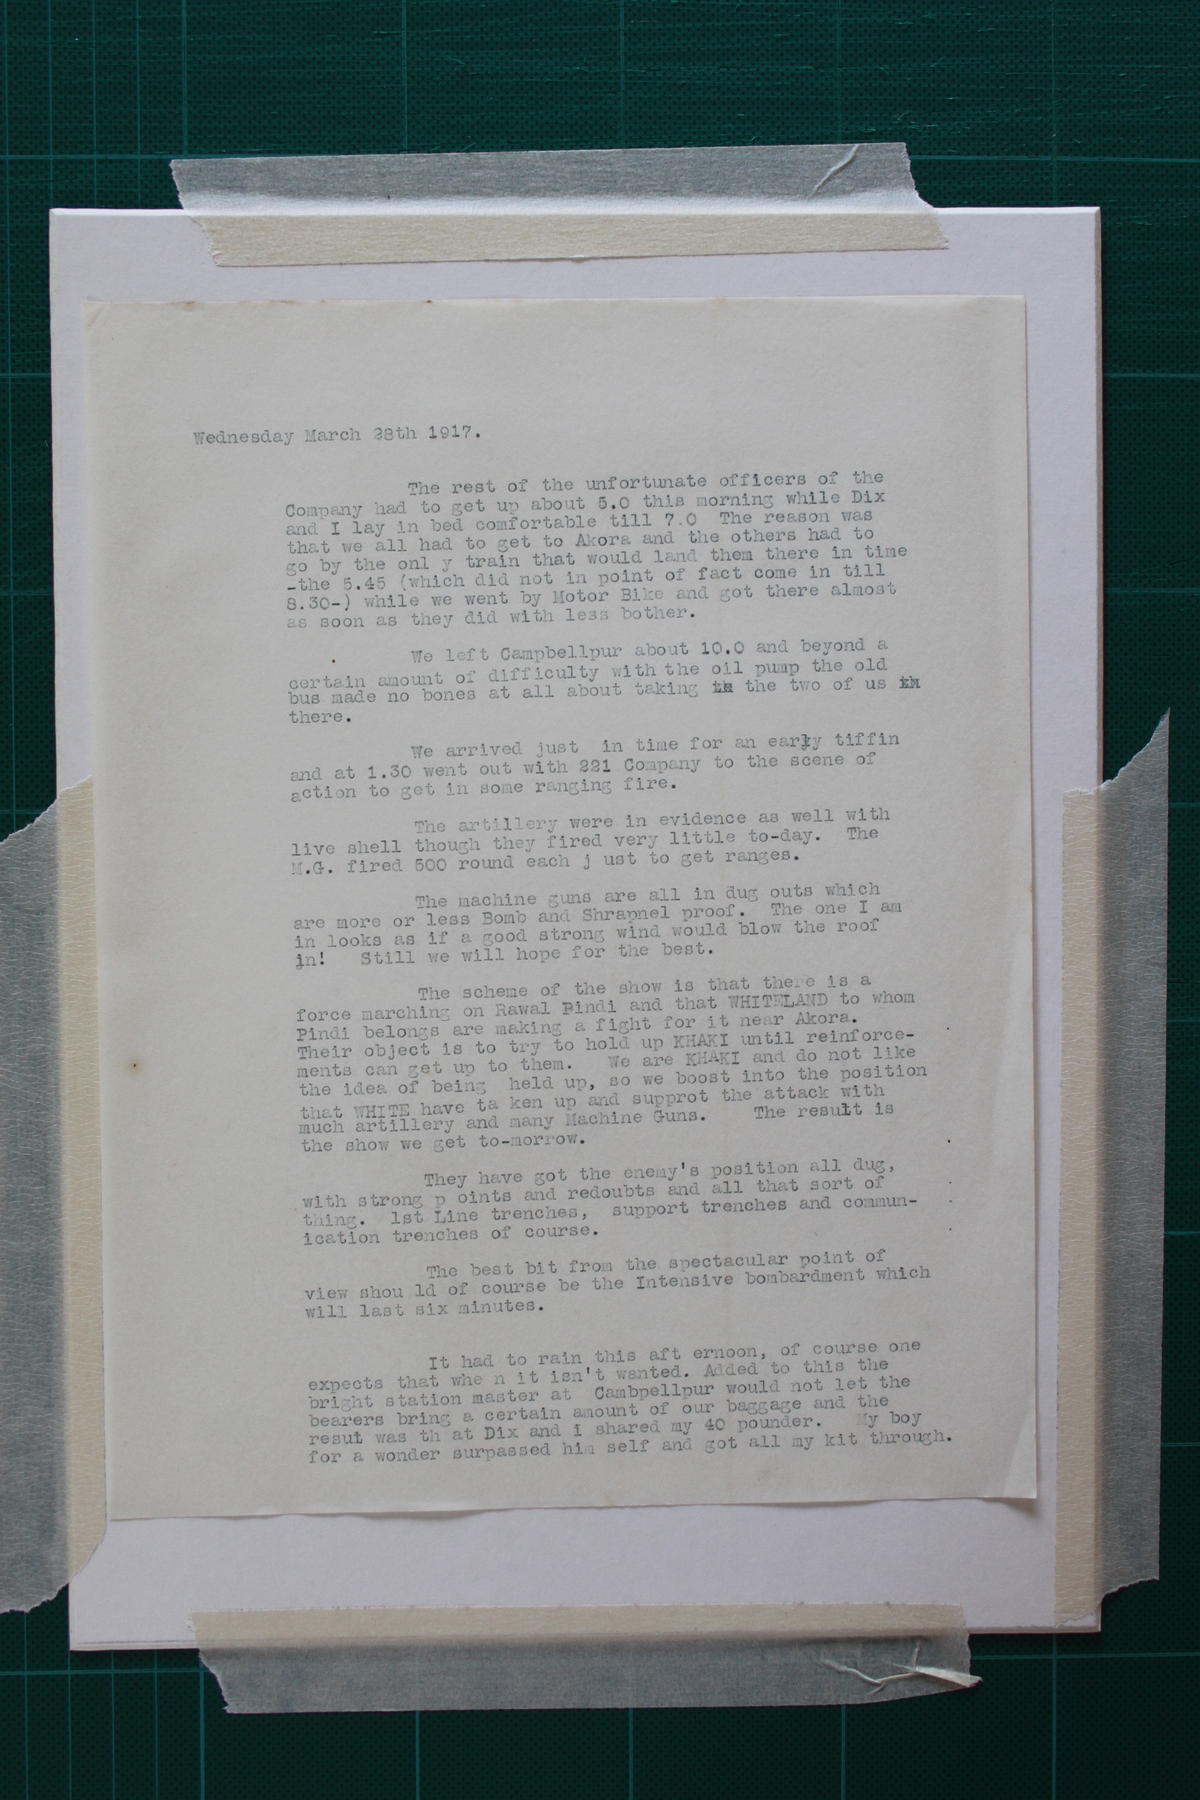 Wednesday March 28th 1917.
The rest of the unfortunate officers of the
Company had to get up about 5.0 this morning while Dix
and I lay in bed comfortable till 7.0 The reason was
that we all had to get to Akora and the others had to
go by the onl y train that would land them there in time
-the 5.45 (which did not in point of fact come in till
8.30-) while we went by Motor Bike and got there almost
as soon as they did with less bother.
We left Campbellpur about 10.0 and beyond a
certain amount of difficulty with the oil pump the old
bus made no bones at all about taking the two of us
there.
We arrived just in time for an early tiffin
and at 1.30 went out with 221 Company to the scene of
action to get in some ranging fire.
The artillery were in evidence as well with
live shell though they fired very little to-day. The
M.G. fired 500 round each j ust to get ranges.
The machine guns are all in dug outs which
are more or less Bomb and Shrapnel proof. The one I am
in looks as if a good strong wind would blow the roof
in! Still we will hope for the best.
The scheme of the show is that there is a
force marching on Rawal Pindi and that WHITELAND to whom
Pindi belongs are making a fight for it near Akora.
Their object is to try to hold up KHAKI until reinforce-
ments can get up to them. We are KHAKI and do not like
the idea of being held up, so we boost into the position
that WHITE have ta ken up and supprot the attack with
much artillery and many Machine Guns. The result is
the show we get to-morrow.
They have got the enemy's position all dug,
with strong p oints and redoubts and all that sort of
thing. 1st Line trenches, support trenches and commun-
ication trenches of course.
The best bit from the spectacular point of
view shou ld of course be the Intensive bombardment which
will last six minutes.
It had to rain this aft ernoon, of course one
expects that whe n it isn't wanted. Added to this the
bright station master at Cambpellpur would not let the
bearers bring a certain amount of our baggage and the
resut was th at Dix and I shared my 40 pounder. My boy
for a wonder surpassed him self and got all my kit through.